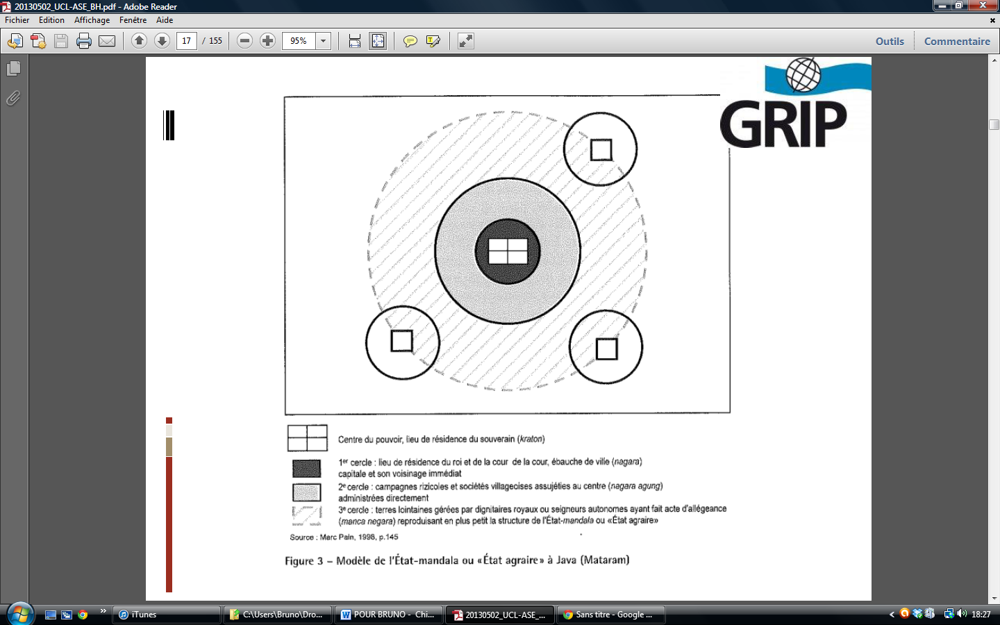 20130502_UCL-ASE_BH.pdf - Adobe Reader
Fichier Edition Affichage Fenêtre Aide
17 / 155 95% Outils Commentaire
GRIP
Centre du pouvoir, lieu de résidence du souverain (kraton)
1er cercle : lieu de résidence du roi et de la cour de la cour, ébauche de ville (nagara)
capitale et son voisinage immédiat
2e cercle : campagnes rizicoles et sociétés villageoises assujéties au centre (nagara agung)
administrées directement
3e cercle : terres lointaines gérées par dignitaires royaux ou seigneurs autonomes ayant fait acte d'allégeance
(manca negara) reproduisant en plus petit la structure de l'État-mandala ou «État agraire»
Source : Marc Pain, 1998, p.145
Figure 3 – Modèle de l'État-mandala ou «État agraire» à Java (Mataram)
iTunes C:\Users\Bruno\Dro... POUR BRUNO - Chi... 20130502_UCL-ASE_... Sans titre - Google ... 18:27